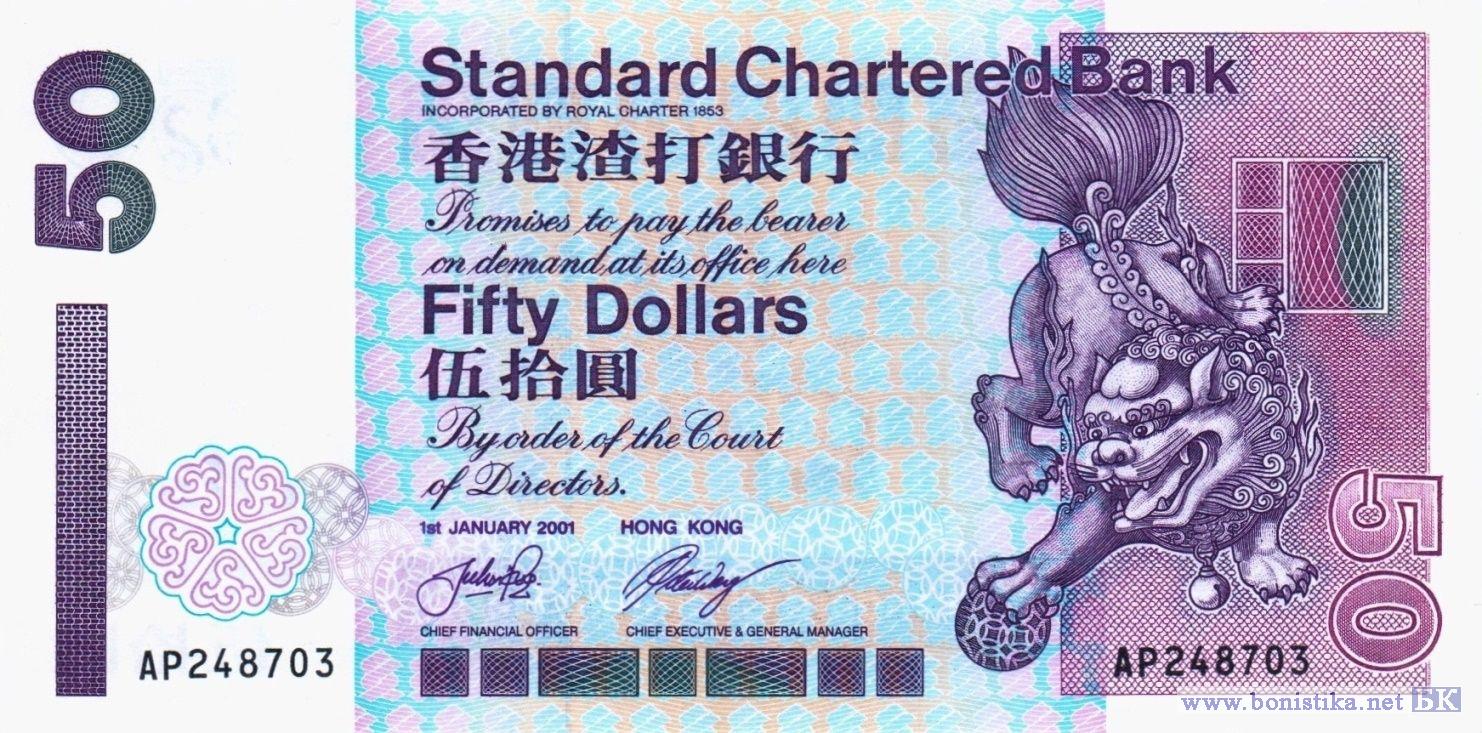 50
Standard Chartered Bank
INCORPORATED BY ROYAL CHARTER 1853
香港渣打銀行
Promises to pay the bearer
on demand at its office here
Fifty Dollars
伍拾圓
By order of the Court
of Directors.
1st JANUARY 2001 HONG KONG
CHIEF FINANCIAL OFFICER CHIEF EXECUTIVE & GENERAL MANAGER
AP248703
AP248703
50
www.bonistika.net БК